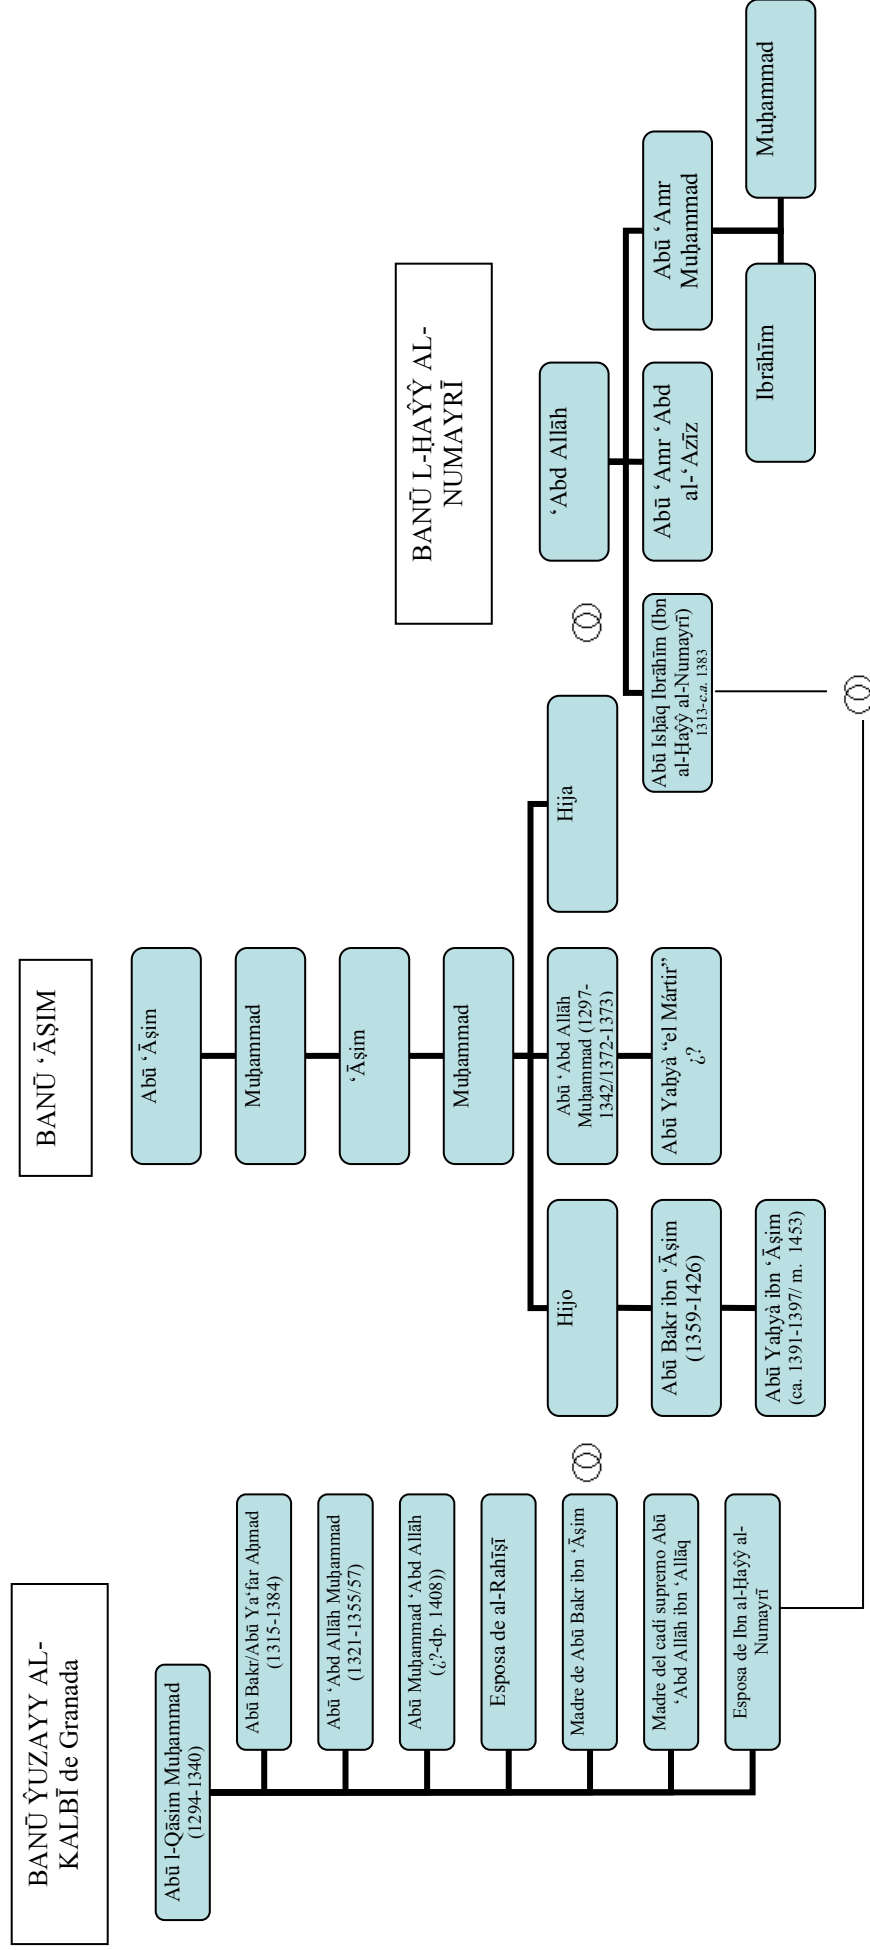 BANŪ ŶUZAYY AL-
KALBĪ de Granada
Abū l-Qāsim Muḥammad
(1294-1340)
Abū Bakr/Abū Ya‘far Aḥmad
(1315-1384)
Abū ‘Abd Allāh Muḥammad
(1321-1355/57)
Abū Muḥammad ‘Abd Allāh
(¿?-dp. 1408))
Esposa de al-Rahīṣī
Madre de Abū Bakr ibn ‘Āṣim
Madre del cadí supremo Abū
‘Abd Allāh ibn ‘Allāq
Esposa de Ibn al-Ḥaŷŷ al-
Numayrī
BANŪ ‘ĀṢIM
Abū ‘Āṣim
Muḥammad
‘Āṣim
Muḥammad
Hijo
Abū ‘Abd Allāh
Muḥammad (1297-
1342/1372-1373)
Hija
Abū Bakr ibn ‘Āṣim
(1359-1426)
Abū Yaḥyà “el Mártir”
¿?
Abū Yaḥyà ibn ‘Āṣim
(ca. 1391-1397/ m. 1453)
BANŪ L-ḤAŶŶ AL-
NUMAYRĪ
‘Abd Allāh
Abū Isḥāq Ibrāhīm (Ibn
al-Ḥaŷŷ al-Numayrī)
1313-c.a. 1383
Abū ‘Amr ‘Abd
al-‘Azīz
Abū ‘Amr
Muḥammad
Ibrāhīm
Muḥammad